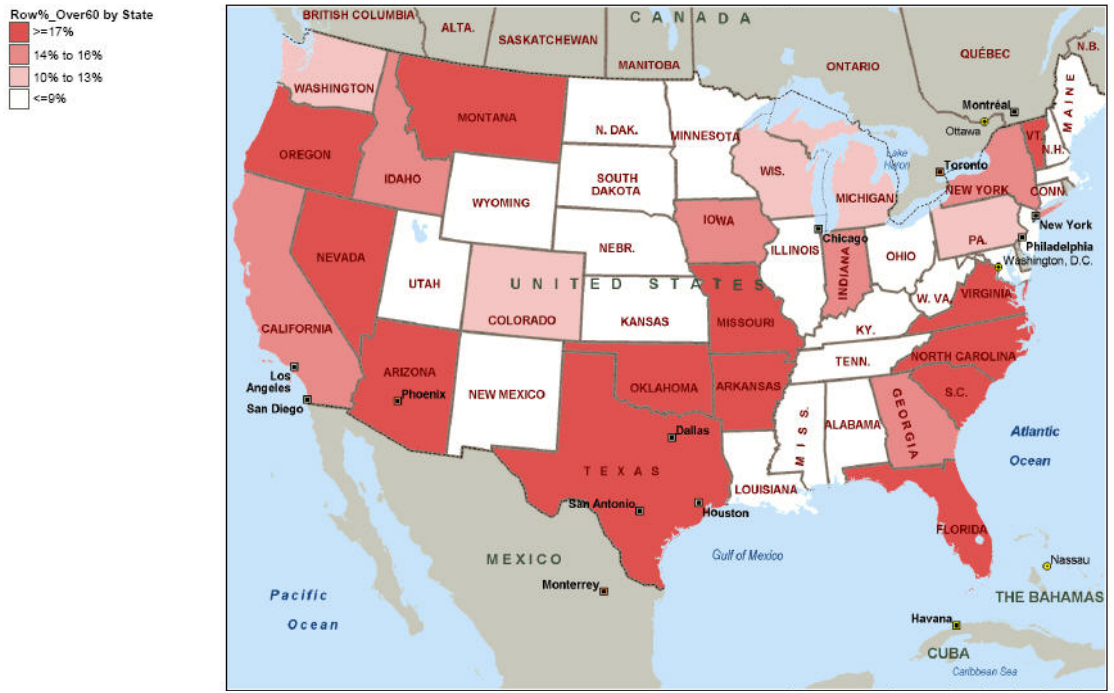 Row%_Over60 by State
>=17%
14% to 16%
10% to 13%
<=9%
CANADA
BRITISH COLUMBIA
ALTA.
SASKATCHEWAN
MANITOBA
ONTARIO
QUÉBEC
N.B.
WASHINGTON
MONTANA
N. DAK.
MINNESOTA
Montréal
MAINE
Ottawa
VT.
N.H.
OREGON
IDAHO
SOUTH
DAKOTA
WIS.
Lake
Huron
Toronto
MICHIGAN
NEW YORK
CONN.
WYOMING
IOWA
New York
NEBR.
Chicago
ILLINOIS
INDIANA
OHIO
PA.
Philadelphia
Washington, D.C.
NEVADA
UTAH
UNITED STATES
COLORADO
KANSAS
MISSOURI
W. VA.
VIRGINIA
CALIFORNIA
KY.
TENN.
NORTH CAROLINA
Los
Angeles
San Diego
ARIZONA
Phoenix
NEW MEXICO
OKLAHOMA
ARKANSAS
MISS.
ALABAMA
GEORGIA
S.C.
Dallas
Atlantic
Ocean
TEXAS
LOUISIANA
San Antonio
Houston
FLORIDA
MEXICO
Gulf of Mexico
Nassau
Monterrey
THE BAHAMAS
Pacific
Ocean
Havana
CUBA
Caribbean Sea